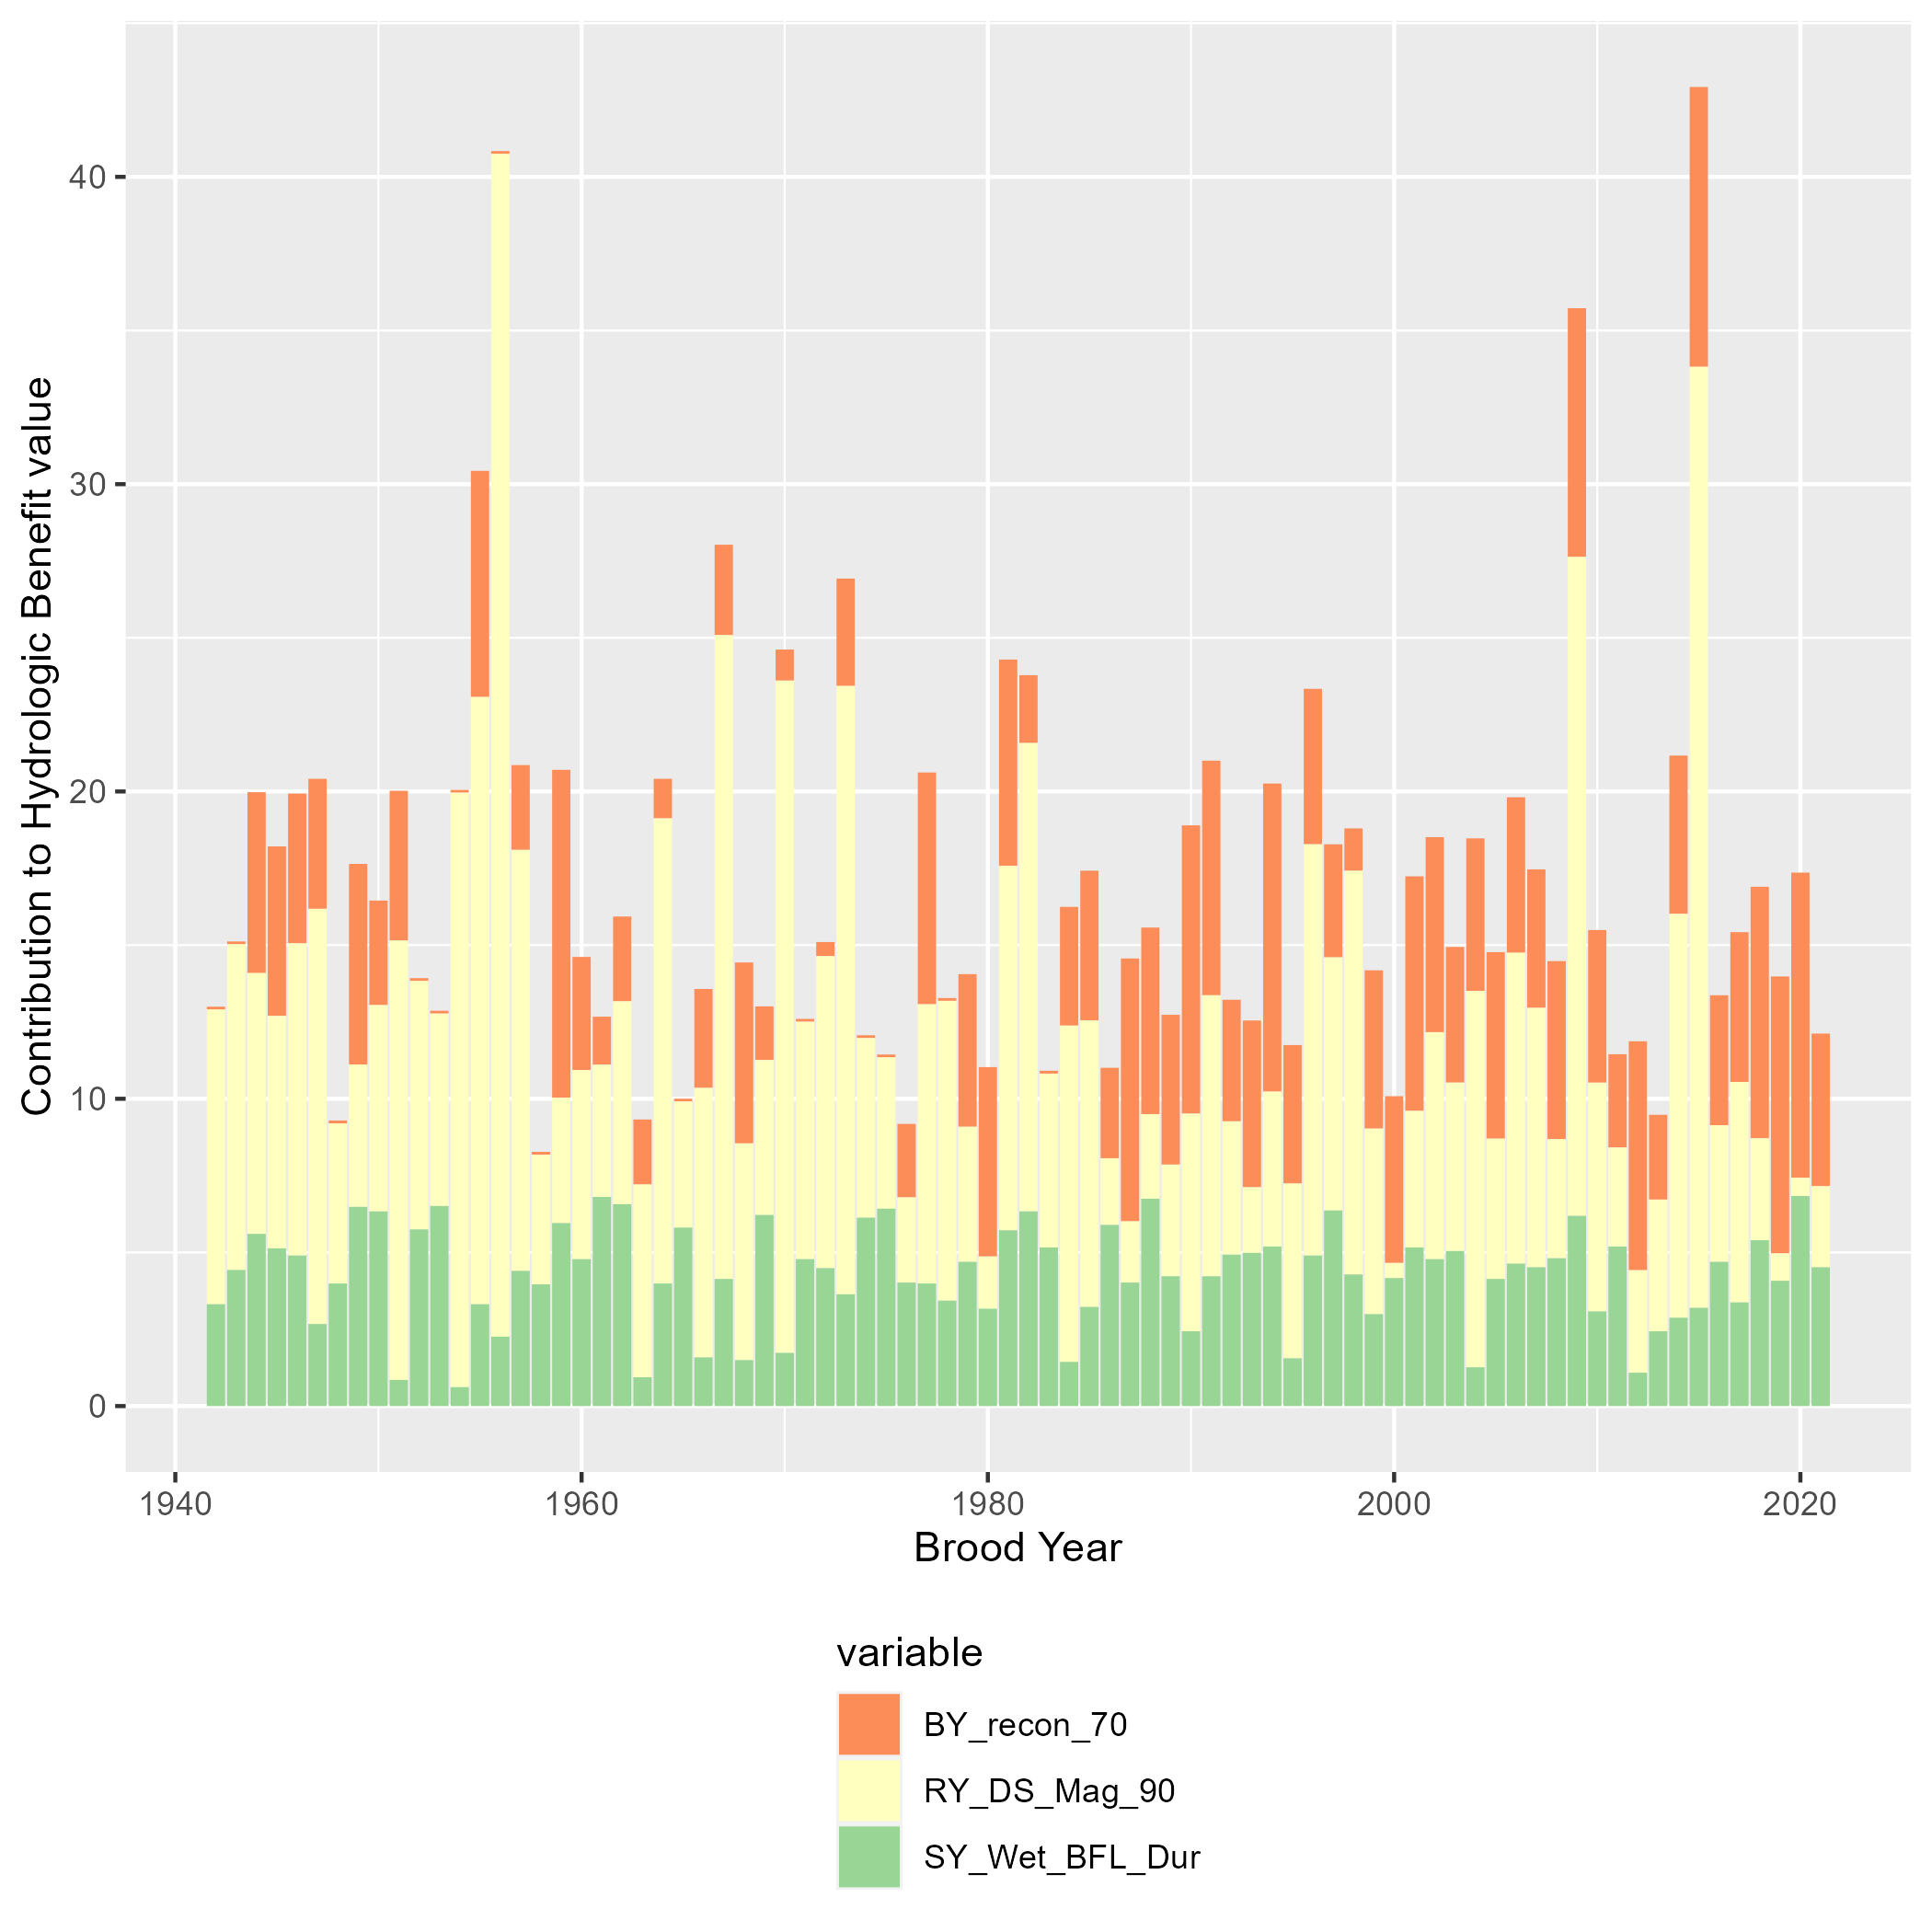 Contribution to Hydrologic Benefit value
40
30
20
10
0
1940 1960 1980 2000 2020
Brood Year
variable
BY_recon_70
RY_DS_Mag_90
SY_Wet_BFL_Dur